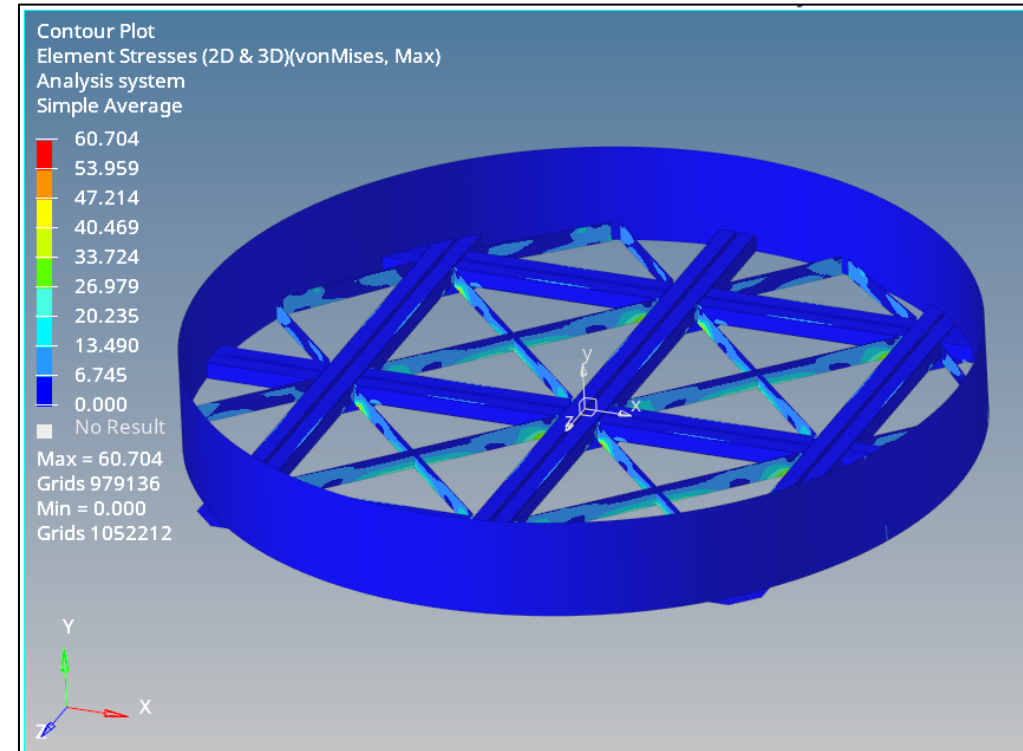 Contour Plot
Element Stresses (2D & 3D)(vonMises, Max)
Analysis system
Simple Average
60.704
53.959
47.214
40.469
33.724
26.979
20.235
13.490
6.745
0.000
No Result
Max = 60.704
Grids 979136
Min = 0.000
Grids 1052212
y
X
Z
Y
X
Z